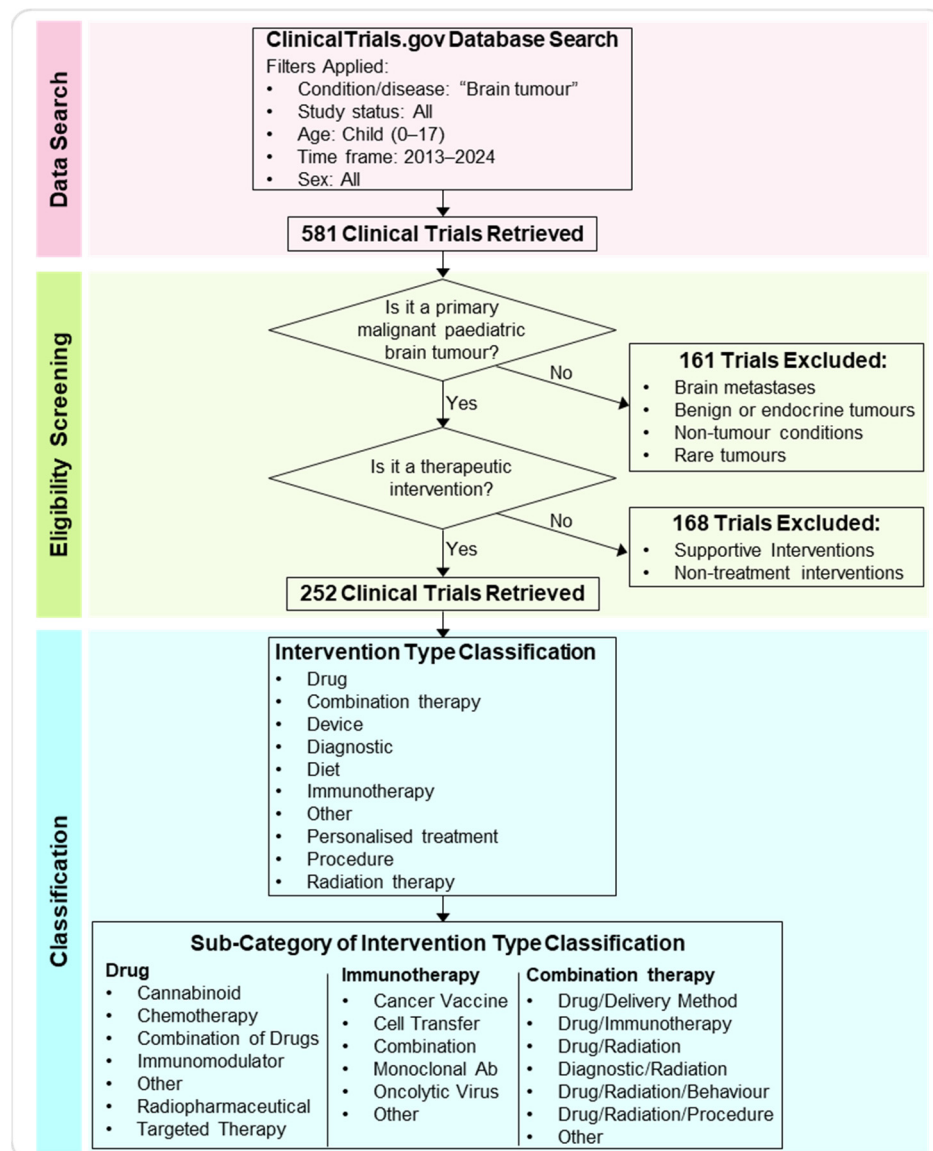 Data Search
ClinicalTrials.gov Database Search
Filters Applied:
• Condition/disease: “Brain tumour”
• Study status: All
• Age: Child (0–17)
• Time frame: 2013–2024
• Sex: All
581 Clinical Trials Retrieved
Eligibility Screening
Is it a primary
malignant paediatric
brain tumour?
No
161 Trials Excluded:
• Brain metastases
• Benign or endocrine tumours
• Non-tumour conditions
• Rare tumours
Yes
Is it a therapeutic
intervention?
No
168 Trials Excluded:
• Supportive Interventions
• Non-treatment interventions
Yes
252 Clinical Trials Retrieved
Classification
Intervention Type Classification
• Drug
• Combination therapy
• Device
• Diagnostic
• Diet
• Immunotherapy
• Other
• Personalised treatment
• Procedure
• Radiation therapy
Sub-Category of Intervention Type Classification
Drug
• Cannabinoid
• Chemotherapy
• Combination of Drugs
• Immunomodulator
• Other
• Radiopharmaceutical
• Targeted Therapy
Immunotherapy
• Cancer Vaccine
• Cell Transfer
• Combination
• Monoclonal Ab
• Oncolytic Virus
• Other
Combination therapy
• Drug/Delivery Method
• Drug/Immunotherapy
• Drug/Radiation
• Diagnostic/Radiation
• Drug/Radiation/Behaviour
• Drug/Radiation/Procedure
• Other